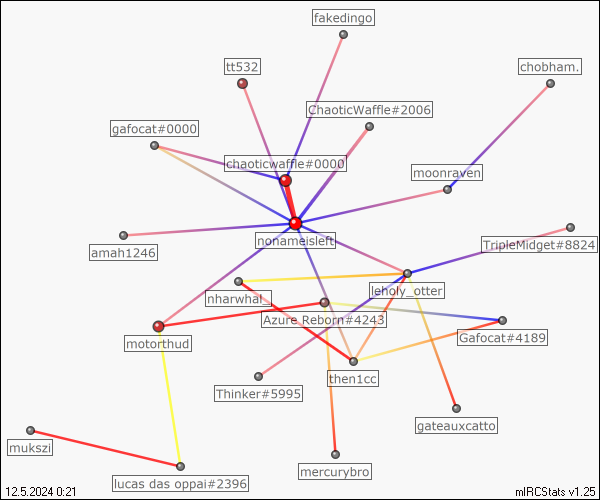 fakedingo
tt532
chobham.
ChaoticWaffle#2006
gafocat#0000
chaoticwaffle#0000
moonraven
nonameisleft
amah1246
TripleMidget#8824
nharwhal_
leholy_otter
Azure Reborn#4243
motorthud
Gafocat#4189
then1cc
Thinker#5995
gateauxcatto
mukszi
mercurybro
lucas das oppai#2396
12.5.2024 0:21
mIRCStats v1.25